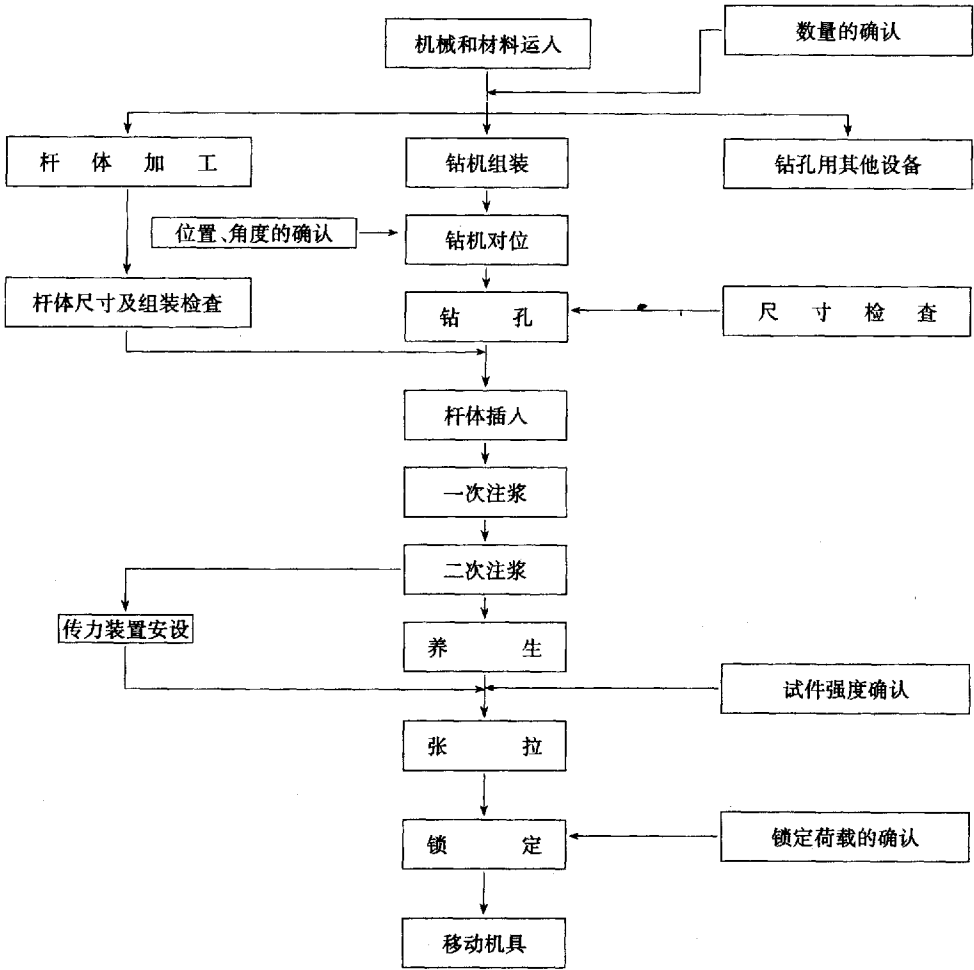 机械和材料运入
数量的确认
杆体加工
钻机组装
钻孔用其他设备
位置、角度的确认
钻机对位
杆体尺寸及组装检查
钻孔
尺寸检查
杆体插入
一次注浆
二次注浆
传力装置安设
养生
试件强度确认
张拉
锁定
锁定荷载的确认
移动机具